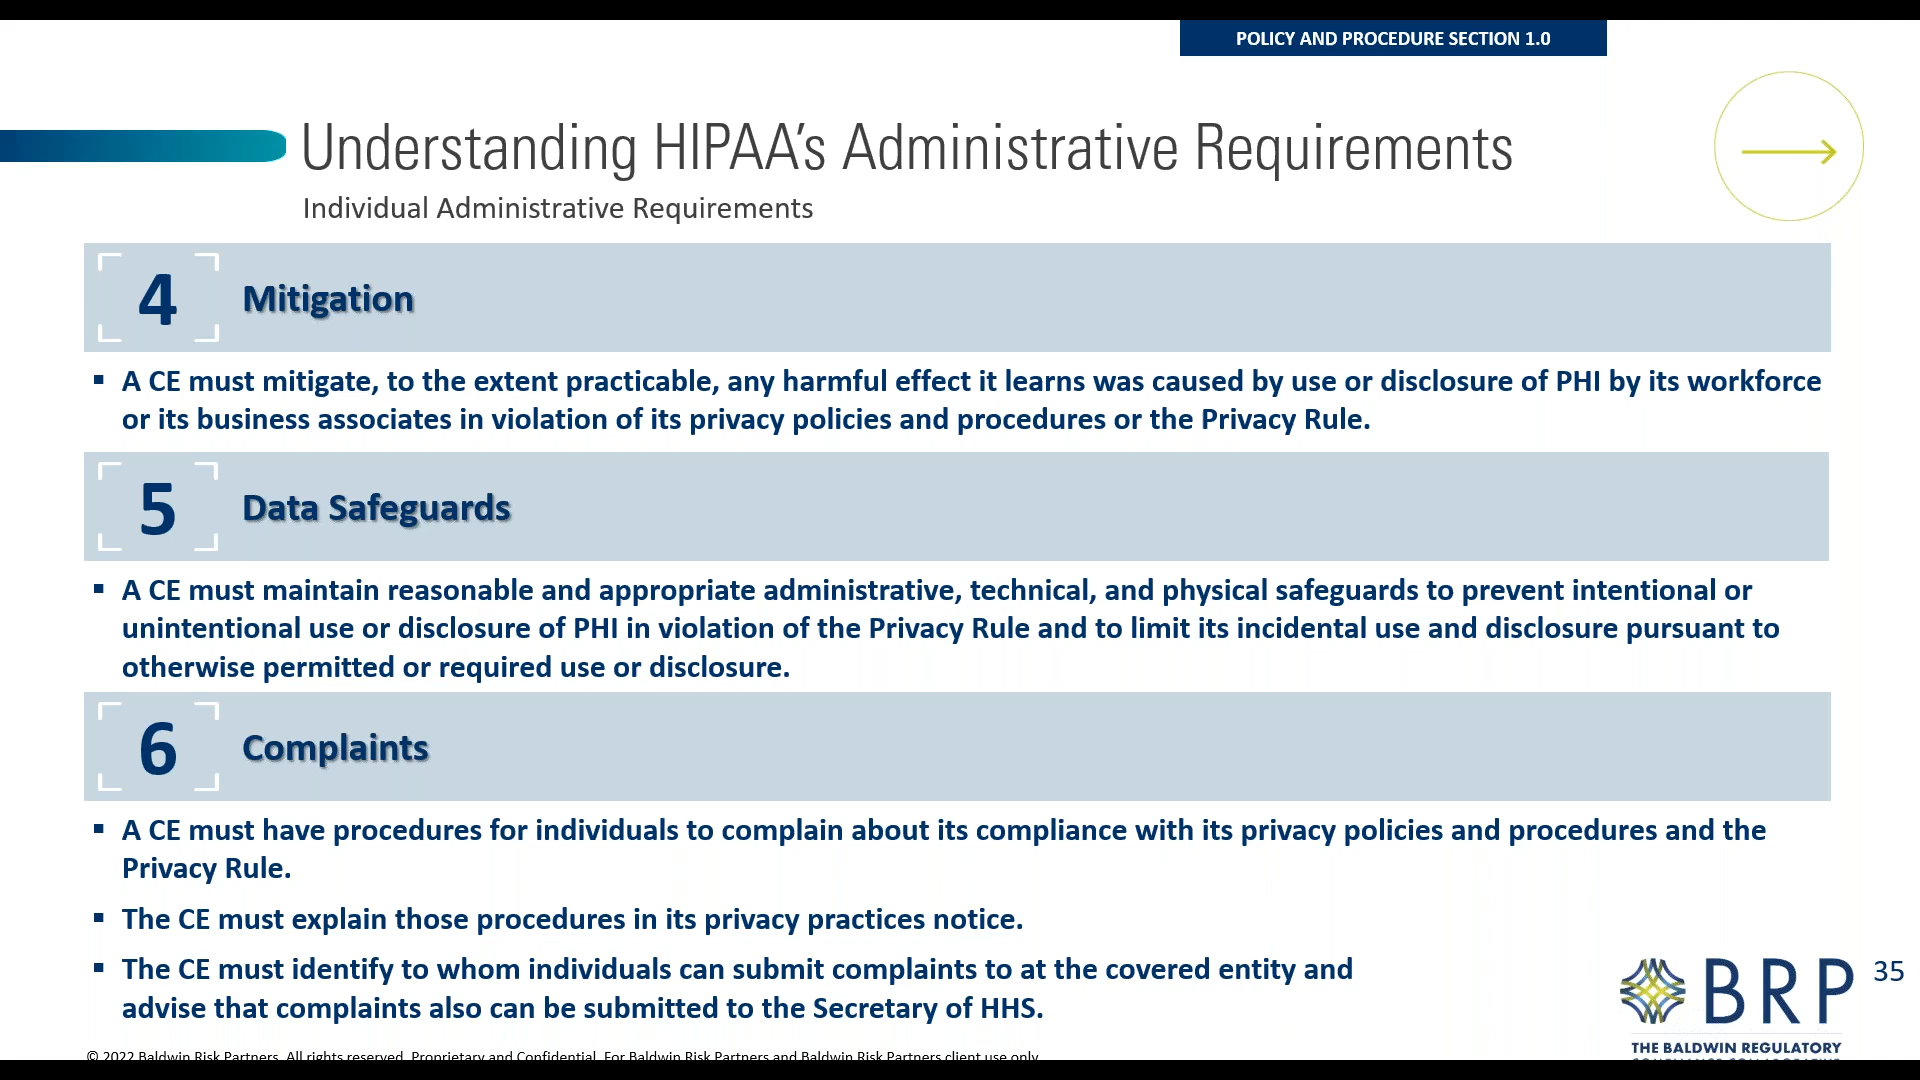 POLICY AND PROCEDURE SECTION 1.0
Understanding HIPAA's Administrative Requirements
Individual Administrative Requirements
4 Mitigation
▪ A CE must mitigate, to the extent practicable, any harmful effect it learns was caused by use or disclosure of PHI by its workforce
or its business associates in violation of its privacy policies and procedures or the Privacy Rule.
5 Data Safeguards
▪ A CE must maintain reasonable and appropriate administrative, technical, and physical safeguards to prevent intentional or
unintentional use or disclosure of PHI in violation of the Privacy Rule and to limit its incidental use and disclosure pursuant to
otherwise permitted or required use or disclosure.
6 Complaints
▪ A CE must have procedures for individuals to complain about its compliance with its privacy policies and procedures and the
Privacy Rule.
▪ The CE must explain those procedures in its privacy practices notice.
▪ The CE must identify to whom individuals can submit complaints to at the covered entity and
advise that complaints also can be submitted to the Secretary of HHS.
BRP 35
THE BALDWIN REGULATORY
© 2022 Baldwin Risk Partners. All rights reserved. Proprietary and Confidential. For Baldwin Risk Partners and Baldwin Risk Partners client use only.